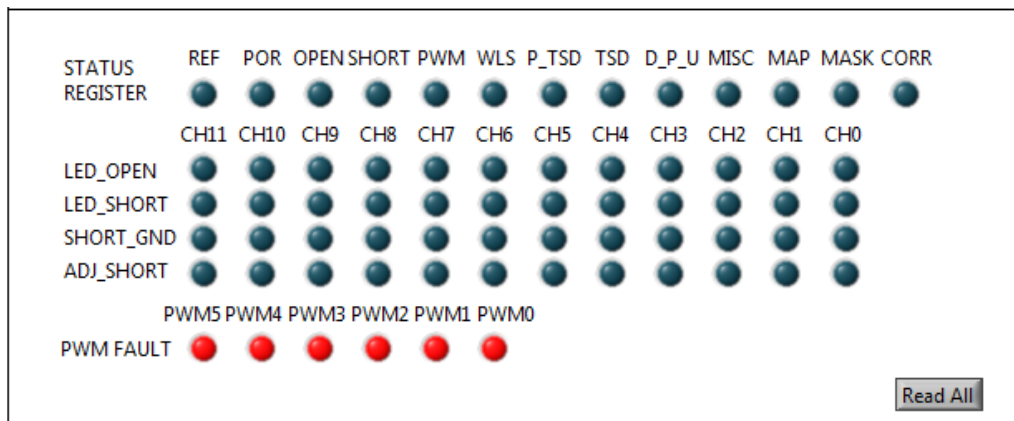 STATUS REGISTER
REF POR OPEN SHORT PWM WLS P_TSD TSD D_P_U MISC MAP MASK CORR
CH11 CH10 CH9 CH8 CH7 CH6 CH5 CH4 CH3 CH2 CH1 CH0
LED_OPEN
LED_SHORT
SHORT_GND
ADJ_SHORT
PWM5 PWM4 PWM3 PWM2 PWM1 PWM0
PWM FAULT
Read All